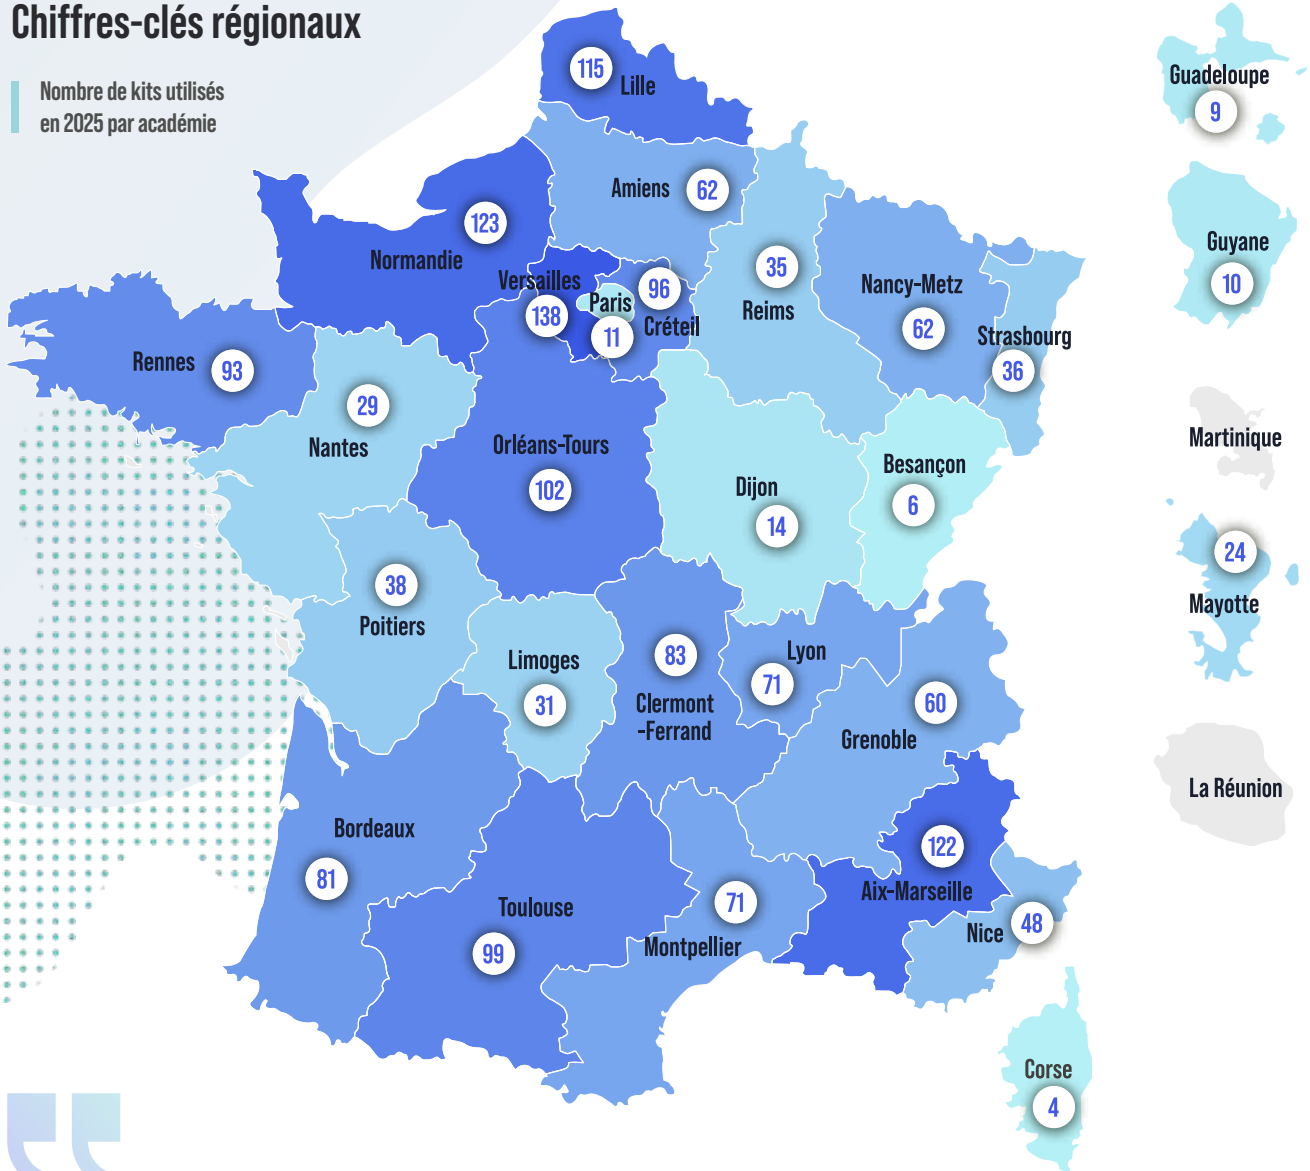 Chiffres-clés régionaux
Nombre de kits utilisés
en 2025 par académie
115
Lille
Amiens
62
123
Normandie
Versailles
138
Paris
11
96
Créteil
35
Reims
Nancy-Metz
62
Strasbourg
36
Rennes
93
29
Nantes
Orléans-Tours
102
Dijon
14
Besançon
6
38
Poitiers
Limoges
31
83
Clermont
-Ferrand
Lyon
71
60
Grenoble
Bordeaux
81
Toulouse
99
71
Montpellier
122
Aix-Marseille
Nice
48
Corse
4
Guadeloupe
9
Guyane
10
Martinique
24
Mayotte
La Réunion